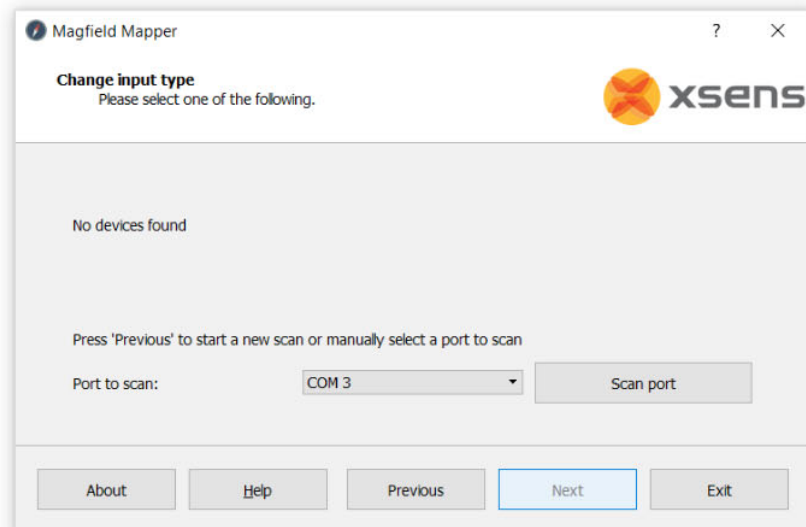 Magfield Mapper
?
Change input type
Please select one of the following.
xsens
No devices found
Press 'Previous' to start a new scan or manually select a port to scan
Port to scan:
COM 3
Scan port
About
Help
Previous
Next
Exit